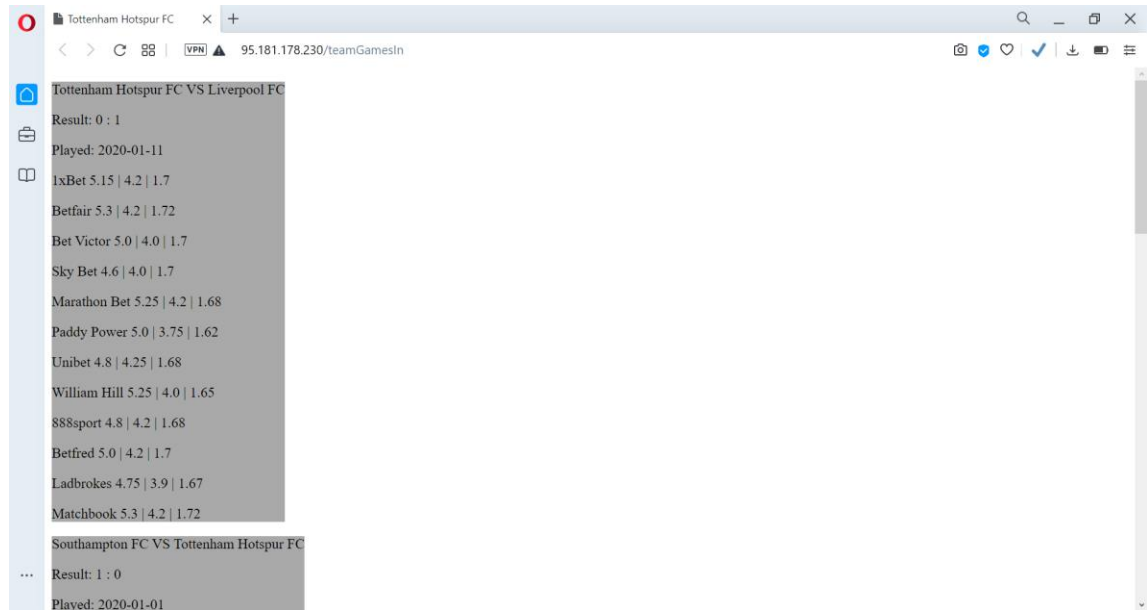 Tottenham Hotspur FC
VPN 95.181.178.230/teamGamesIn
Tottenham Hotspur FC VS Liverpool FC
Result: 0 : 1
Played: 2020-01-11
1xBet 5.15 | 4.2 | 1.7
Betfair 5.3 | 4.2 | 1.72
Bet Victor 5.0 | 4.0 | 1.7
Sky Bet 4.6 | 4.0 | 1.7
Marathon Bet 5.25 | 4.2 | 1.68
Paddy Power 5.0 | 3.75 | 1.62
Unibet 4.8 | 4.25 | 1.68
William Hill 5.25 | 4.0 | 1.65
888sport 4.8 | 4.2 | 1.68
Betfred 5.0 | 4.2 | 1.7
Ladbrokes 4.75 | 3.9 | 1.67
Matchbook 5.3 | 4.2 | 1.72
Southampton FC VS Tottenham Hotspur FC
Result: 1 : 0
Played: 2020-01-01